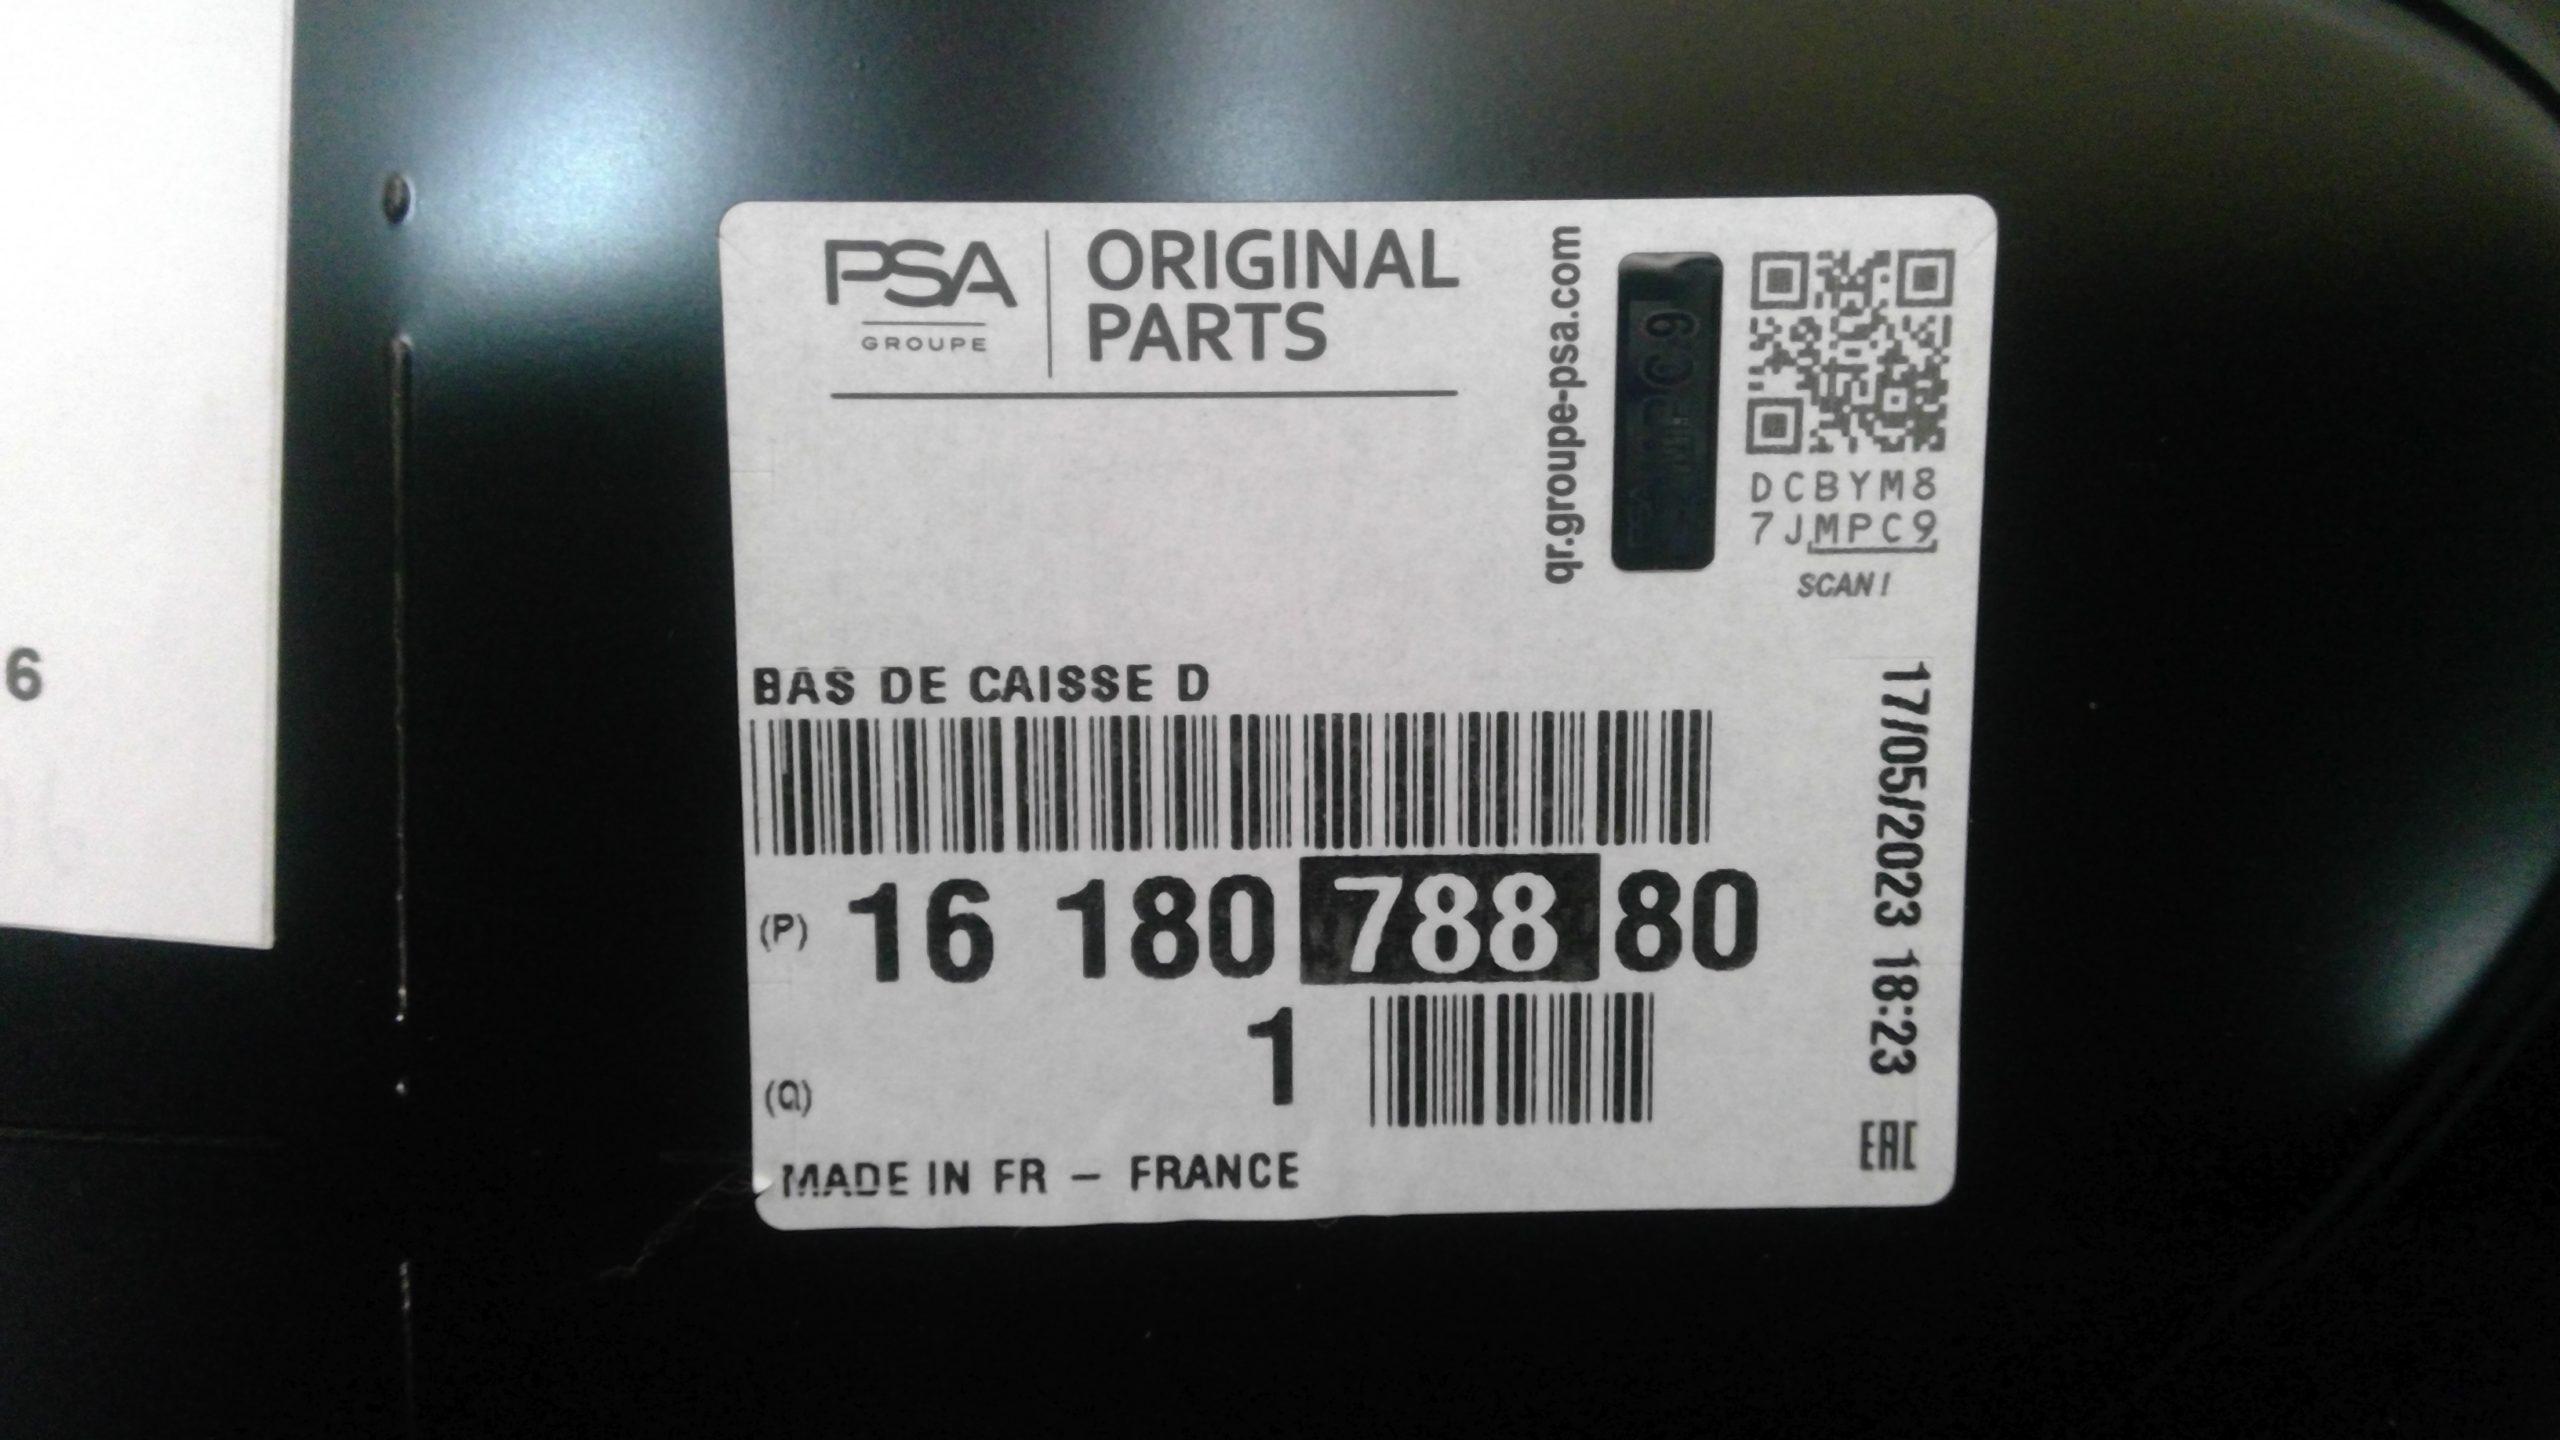 6
PSA
GROUPE
ORIGINAL
PARTS
qr.groupe-psa.com
MPC9
DCBYM8
7JMPC9
SCAN!
BAS DE CAISSE D
(P) 16 180 788 80
(Q) 1
MADE IN FR – FRANCE
17/05/2023 18:23
EAC